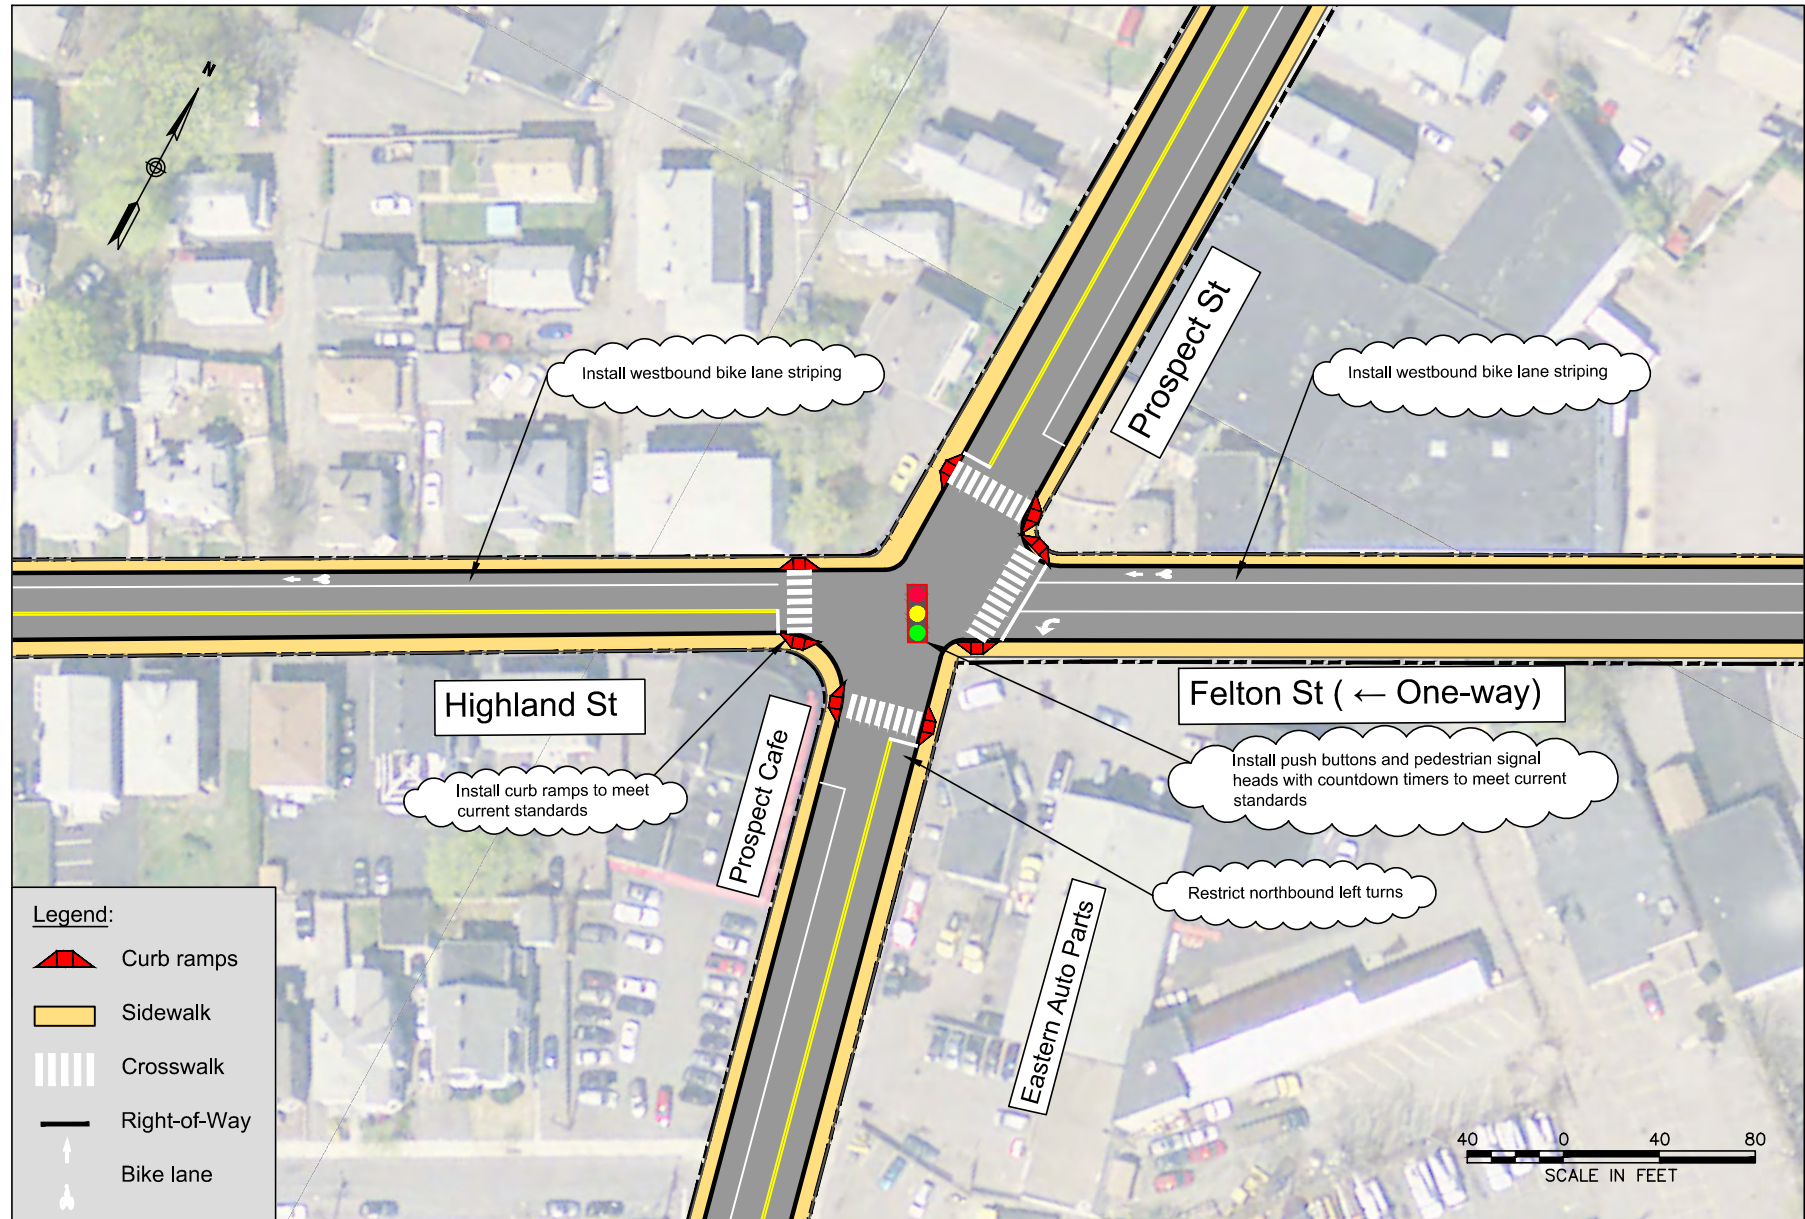 N
Install westbound bike lane striping
Install westbound bike lane striping
Prospect St
Highland St
Felton St ( ← One-way)
Prospect Cafe
Install curb ramps to meet
current standards
Install push buttons and pedestrian signal
heads with countdown timers to meet current
standards
Restrict northbound left turns
Eastern Auto Parts
Legend:
Curb ramps
Sidewalk
Crosswalk
Right-of-Way
Bike lane
40 0 40 80
SCALE IN FEET